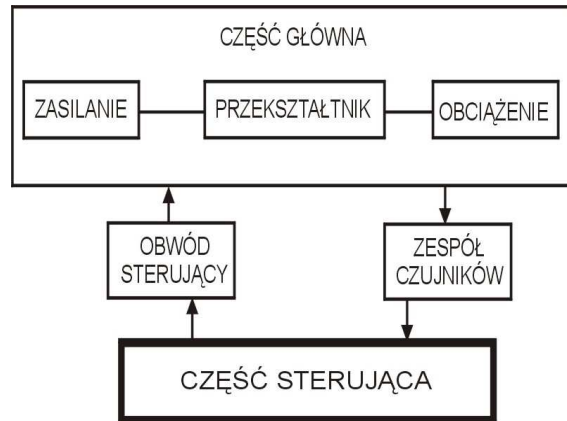 CZĘŚĆ GŁÓWNA
ZASILANIE
PRZEKSZTAŁTNIK
OBCIĄŻENIE
OBWÓD
STERUJĄCY
ZESPÓŁ
CZUJNIKÓW
CZĘŚĆ STERUJĄCA